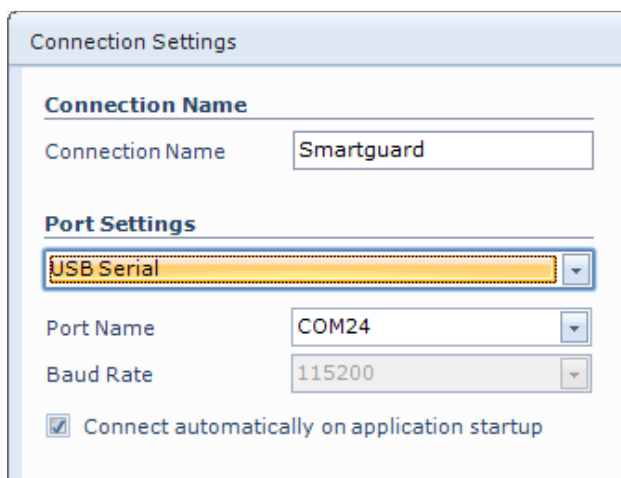 Connection Settings
Connection Name
Connection Name Smartguard
Port Settings
USB Serial
Port Name COM24
Baud Rate 115200
Connect automatically on application startup